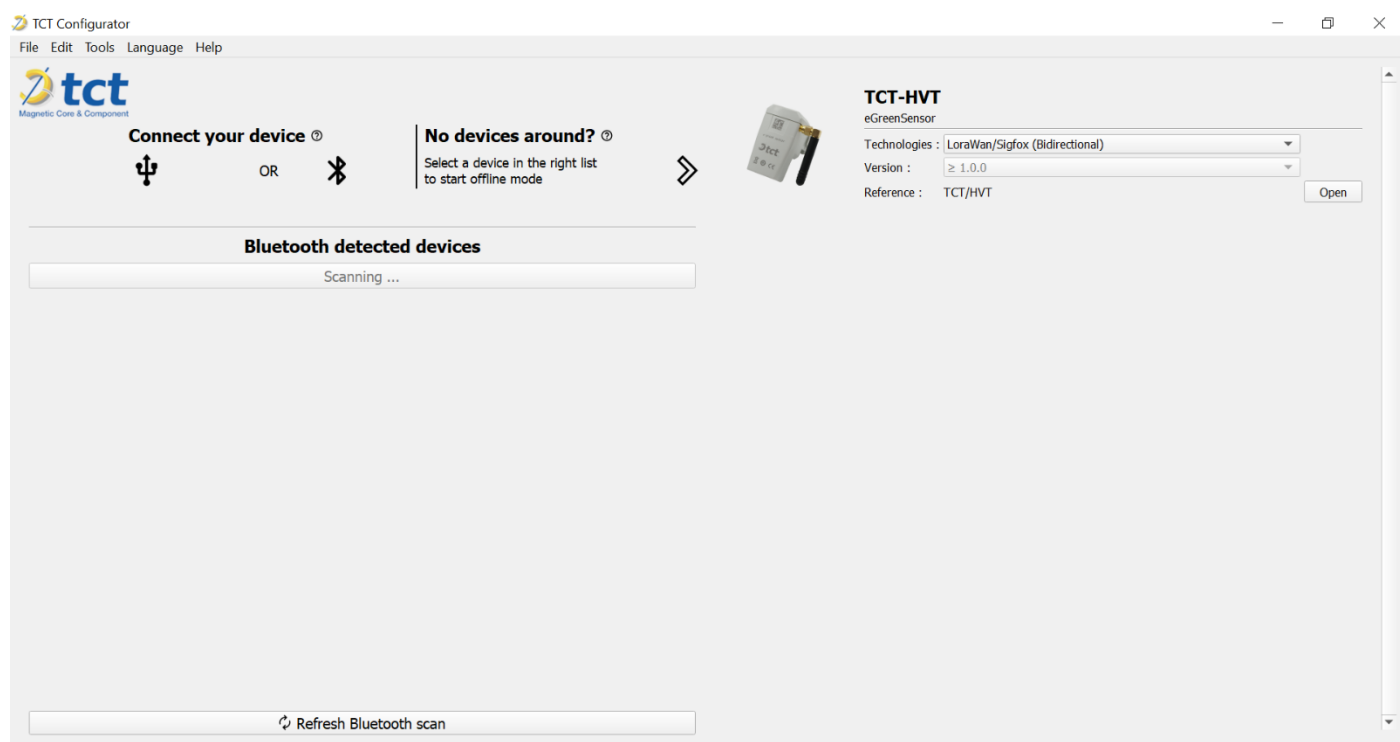 TCT Configurator
File Edit Tools Language Help
tct
Magnetic Core & Component
Connect your device
OR
No devices around?
Select a device in the right list
to start offline mode
Bluetooth detected devices
Scanning ...
Refresh Bluetooth scan
tct
TCT-HVT
eGreenSensor
Technologies : LoraWan/Sigfox (Bidirectional)
Version : ≥ 1.0.0
Reference : TCT/HVT
Open